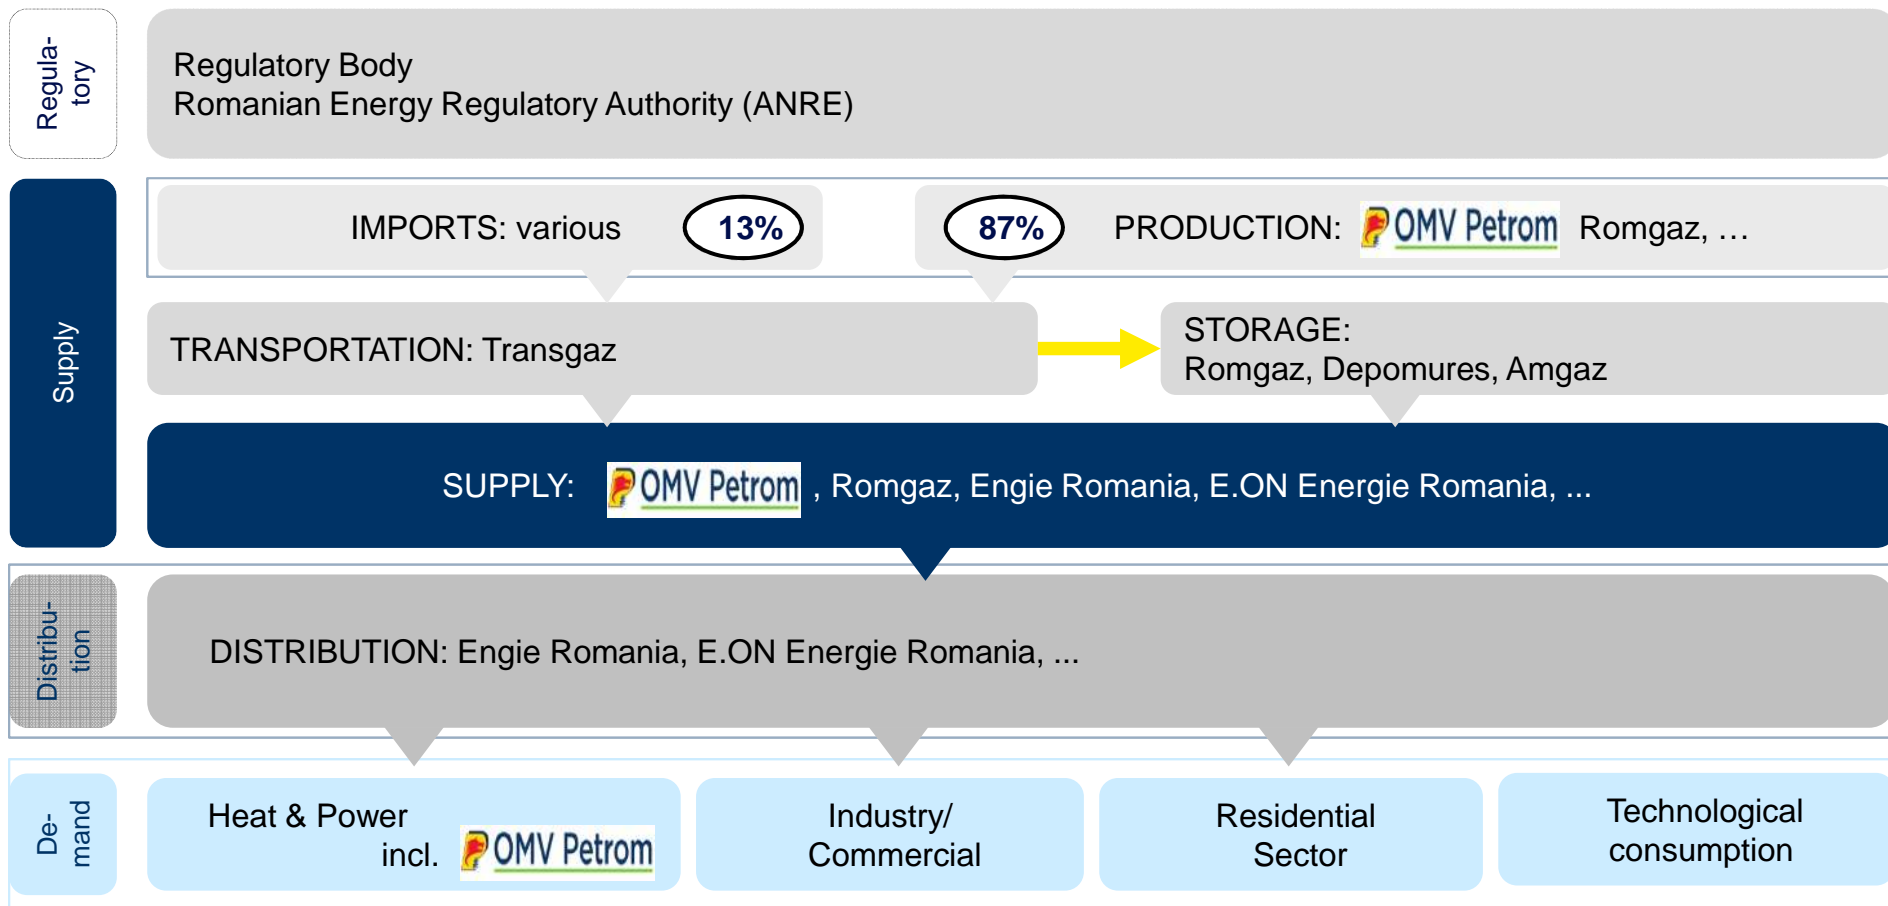 Regula-
tory
Regulatory Body
Romanian Energy Regulatory Authority (ANRE)
Supply
IMPORTS: various 13%
87% PRODUCTION: OMV Petrom Romgaz, …
TRANSPORTATION: Transgaz
STORAGE:
Romgaz, Depomures, Amgaz
SUPPLY: OMV Petrom , Romgaz, Engie Romania, E.ON Energie Romania, ...
Distribu-
tion
DISTRIBUTION: Engie Romania, E.ON Energie Romania, ...
De-
mand
Heat & Power
incl. OMV Petrom
Industry/
Commercial
Residential
Sector
Technological
consumption